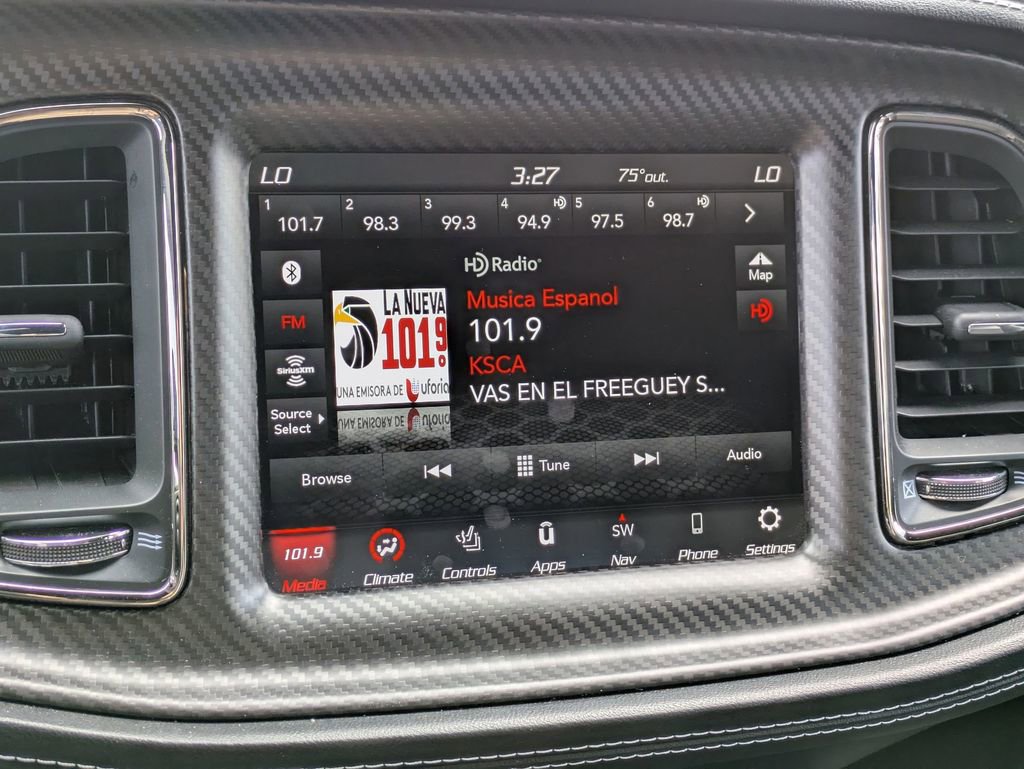 LO 3:27 75°out. LO
1 101.7 2 98.3 3 99.3 4 94.9 HD 5 97.5 6 98.7 HD
HD Radio®
Map
Musica Espanol
LA NUEVA
101.9
FM
101.9
HD
KSCA
SiriusXM
UNA EMISORA DE uforia
VAS EN EL FREEGUEY S...
Source
Select
Browse Tune Audio
101.9 SW
Media Climate Controls Apps Nav Phone Settings